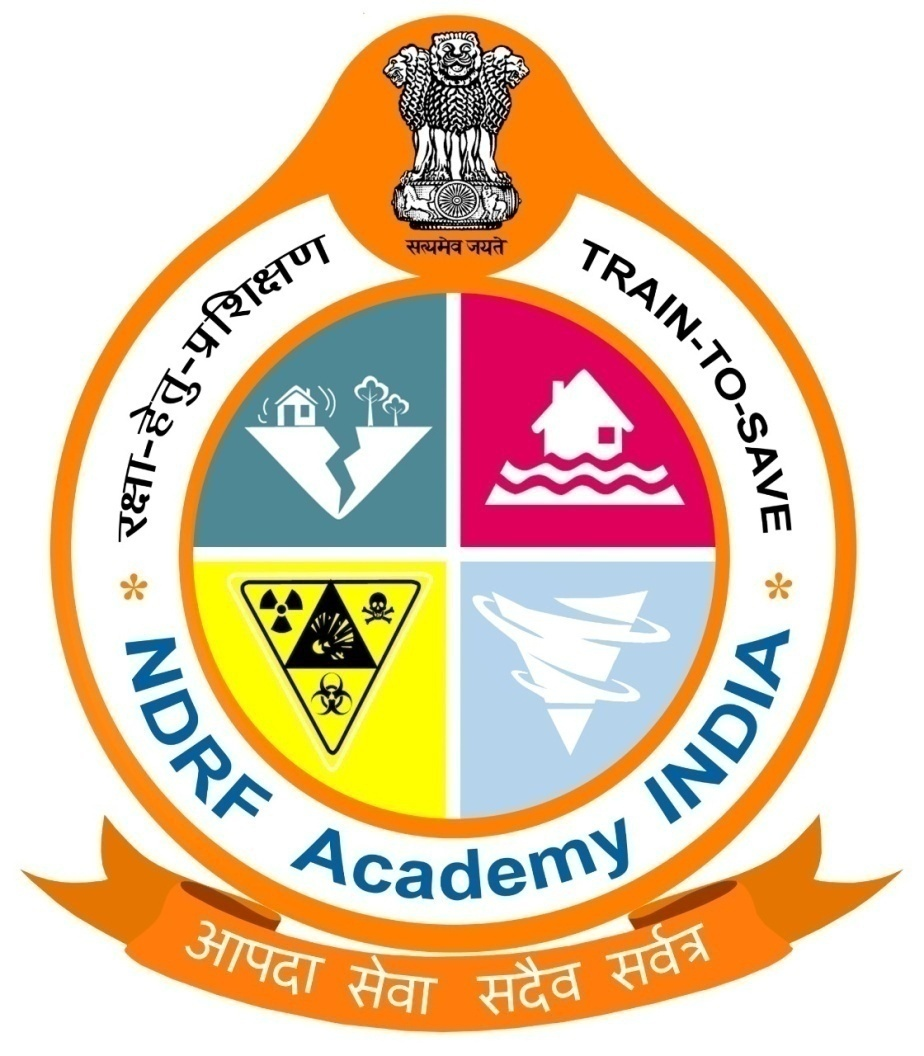 सत्यमेव जयते
रक्षा-हेतु-प्रशिक्षण
TRAIN-TO-SAVE
* NDRF Academy INDIA *
आपदा सेवा सदैव सर्वत्र